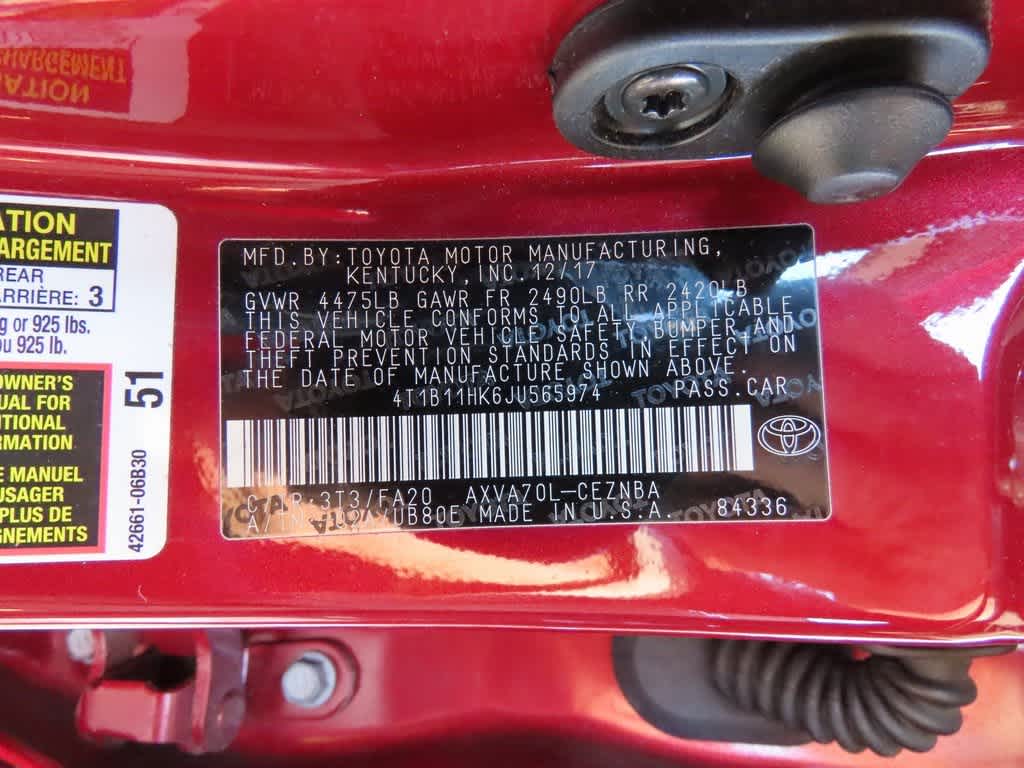 ATION
ARGEMENT
REAR
ARRIÈRE: 3
g or 925 lbs.
ou 925 lb.
OWNER'S
UAL FOR
ITIONAL
RMATION
E MANUEL
USAGER
PLUS DE
GNEMENTS
51
42661-06B30
MFD. BY: TOYOTA MOTOR MANUFACTURING,
KENTUCKY, INC. 12/17
GVWR 4475LB GAWR FR 2490LB RR 2420LB
THIS VEHICLE CONFORMS TO ALL APPLICABLE
FEDERAL MOTOR VEHICLE SAFETY, BUMPER, AND
THEFT PREVENTION STANDARDS IN EFFECT ON
THE DATE OF MANUFACTURE SHOWN ABOVE.
4T1B11HK6JU565974 PASS. CAR
C/TR: 3T3/FA20 AXVA70L-CEZNBA
UB80E MADE IN U.S.A. 84336